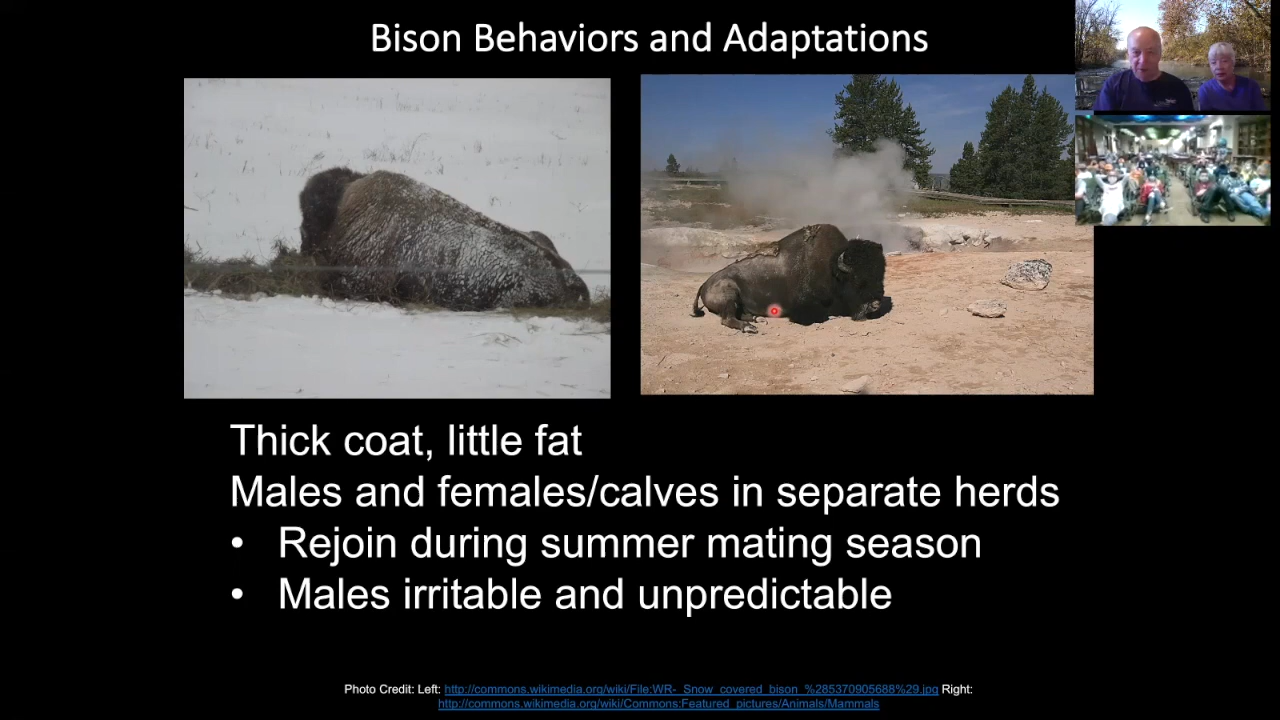 Bison Behaviors and Adaptations
Thick coat, little fat
Males and females/calves in separate herds
• Rejoin during summer mating season
• Males irritable and unpredictable
Photo Credit: Left: http://commons.wikimedia.org/wiki/File:WR-_Snow_covered_bison_%285370905688%29.jpg Right:
http://commons.wikimedia.org/wiki/Commons:Featured_pictures/Animals/Mammals